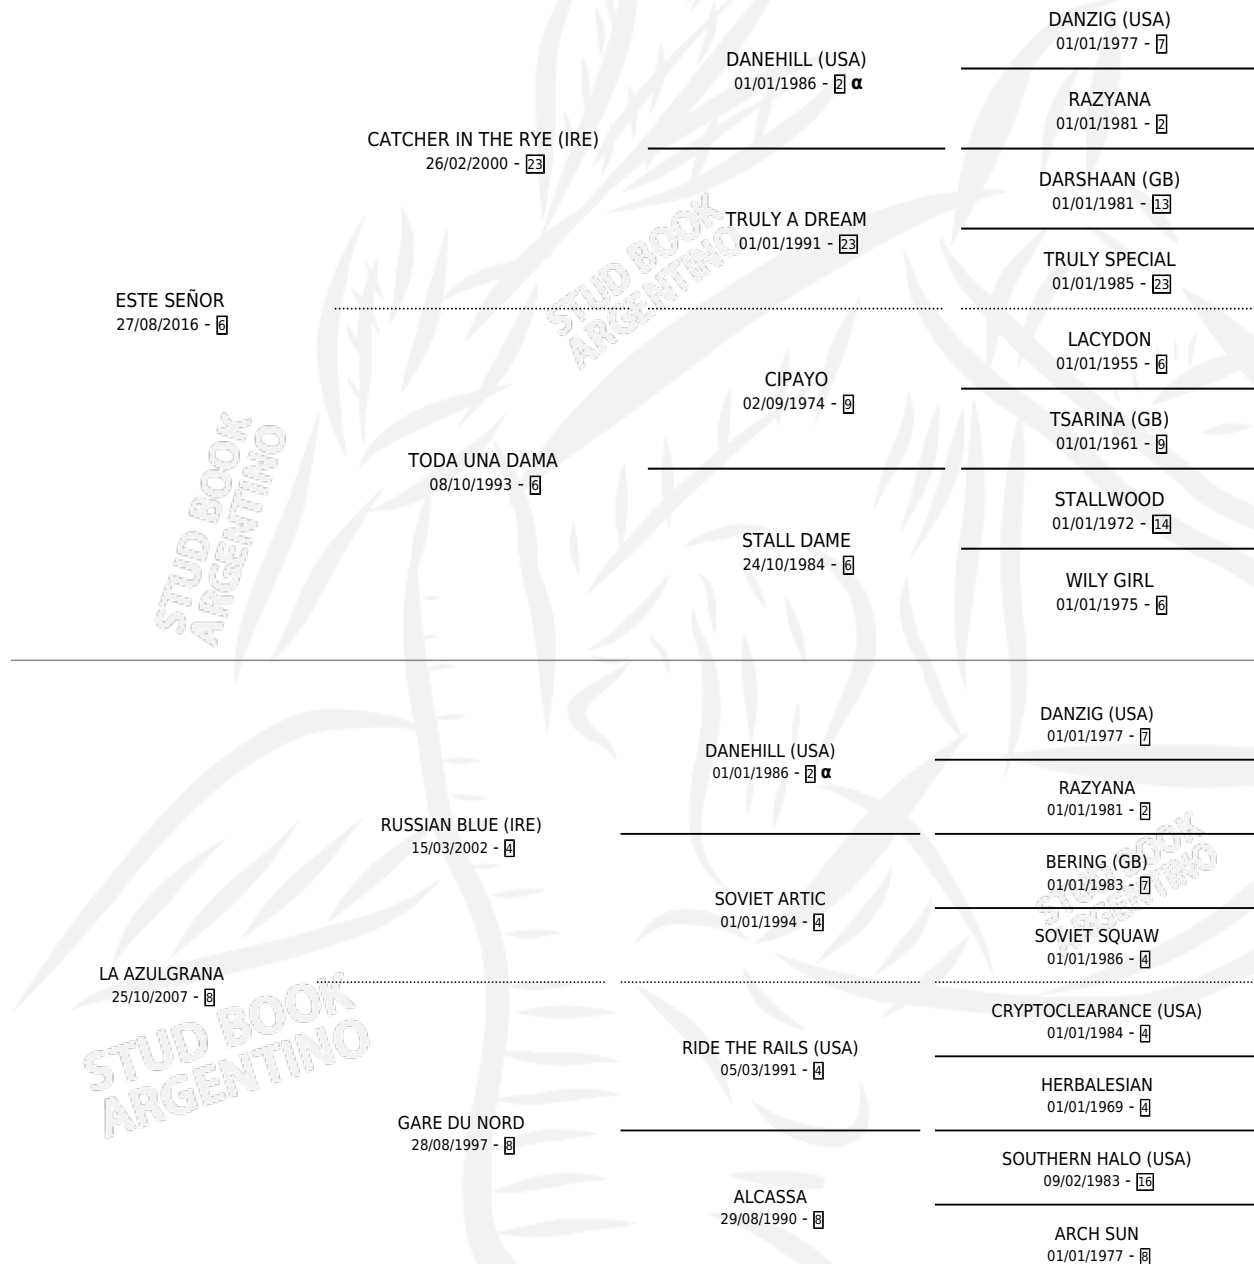 DANZIG (USA)
01/01/1977 - 7
DANEHILL (USA)
01/01/1986 - 2 α
RAZYANA
01/01/1981 - 2
CATCHER IN THE RYE (IRE)
26/02/2000 - 23
DARSHAAN (GB)
01/01/1981 - 13
TRULY A DREAM
01/01/1991 - 23
TRULY SPECIAL
01/01/1985 - 23
ESTE SEÑOR
27/08/2016 - 6
LACYDON
01/01/1955 - 6
CIPAYO
02/09/1974 - 9
TSARINA (GB)
01/01/1961 - 9
TODA UNA DAMA
08/10/1993 - 6
STALLWOOD
01/01/1972 - 14
STALL DAME
24/10/1984 - 6
WILY GIRL
01/01/1975 - 6
STUD BOOK
ARGENTINO
STUD BOOK
ARGENTINO
DANZIG (USA)
01/01/1977 - 7
DANEHILL (USA)
01/01/1986 - 2 α
RAZYANA
01/01/1981 - 2
RUSSIAN BLUE (IRE)
15/03/2002 - 4
BERING (GB)
01/01/1983 - 7
SOVIET ARTIC
01/01/1994 - 4
SOVIET SQUAW
01/01/1986 - 4
LA AZULGRANA
25/10/2007 - 8
CRYPTOCLEARANCE (USA)
01/01/1984 - 4
RIDE THE RAILS (USA)
05/03/1991 - 4
HERBALESIAN
01/01/1969 - 4
GARE DU NORD
28/08/1997 - 8
SOUTHERN HALO (USA)
09/02/1983 - 16
ALCASSA
29/08/1990 - 8
ARCH SUN
01/01/1977 - 8
STUD BOOK
ARGENTINO
STUD BOOK
ARGENTINO